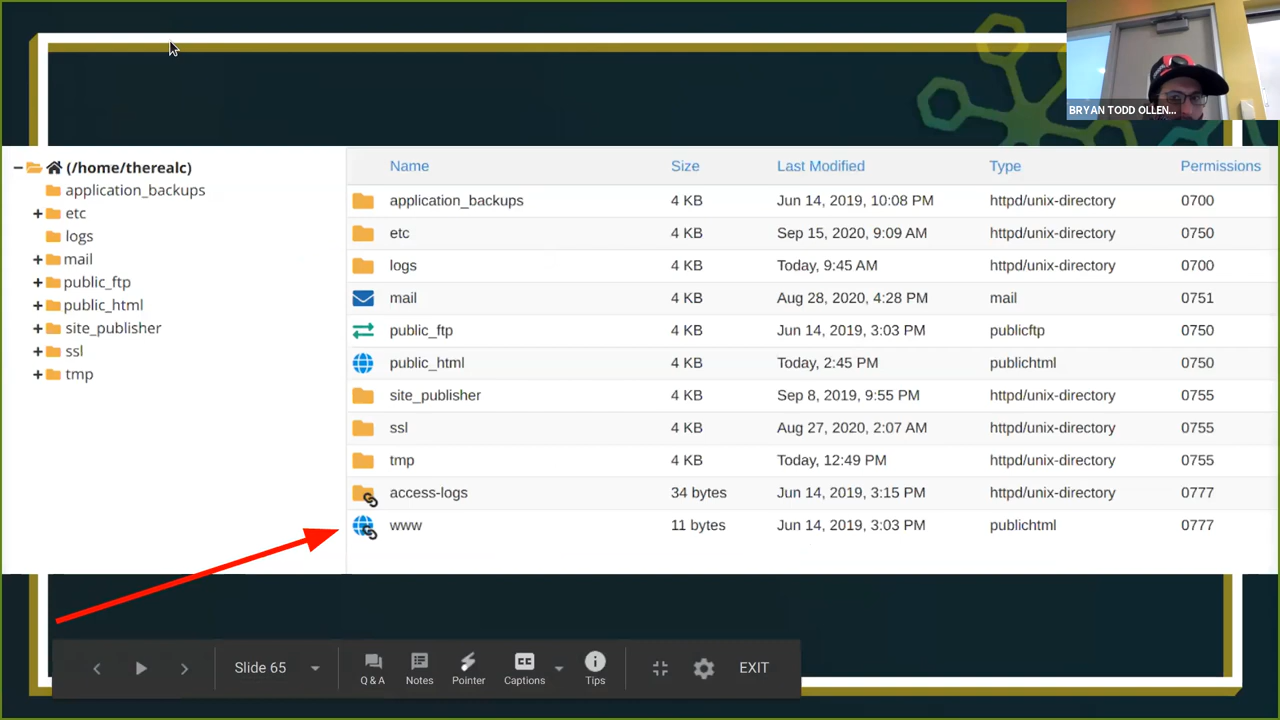 BRYAN TODD OLLEN...
(/home/therealc)
application_backups
etc
logs
mail
public_ftp
public_html
site_publisher
ssl
tmp
Name Size Last Modified Type Permissions
application_backups 4 KB Jun 14, 2019, 10:08 PM httpd/unix-directory 0700
etc 4 KB Sep 15, 2020, 9:09 AM httpd/unix-directory 0750
logs 4 KB Today, 9:45 AM httpd/unix-directory 0700
mail 4 KB Aug 28, 2020, 4:28 PM mail 0751
public_ftp 4 KB Jun 14, 2019, 3:03 PM publicftp 0750
public_html 4 KB Today, 2:45 PM publichtml 0750
site_publisher 4 KB Sep 8, 2019, 9:55 PM httpd/unix-directory 0755
ssl 4 KB Aug 27, 2020, 2:07 AM httpd/unix-directory 0755
tmp 4 KB Today, 12:49 PM httpd/unix-directory 0755
access-logs 34 bytes Jun 14, 2019, 3:15 PM httpd/unix-directory 0777
www 11 bytes Jun 14, 2019, 3:03 PM publichtml 0777
Slide 65
Q & A
Notes
Pointer
CC
Captions
Tips
EXIT